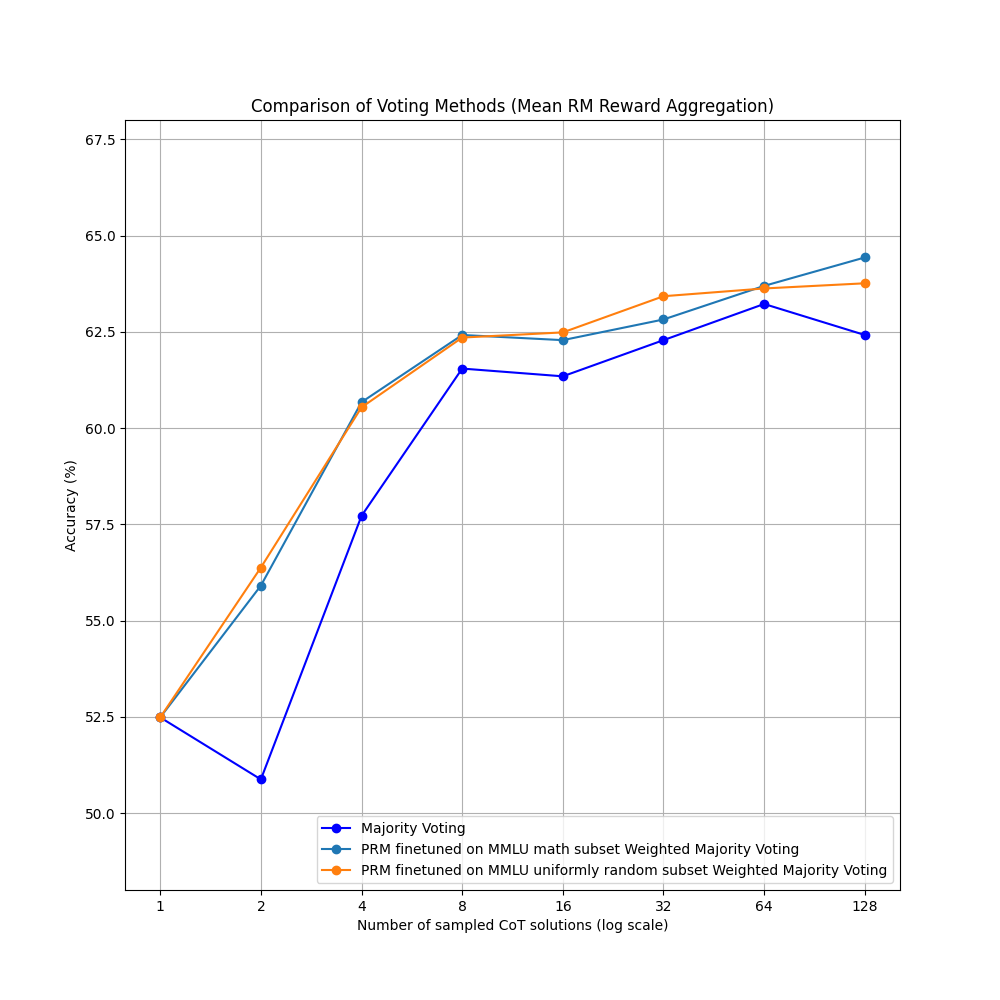 Comparison of Voting Methods (Mean RM Reward Aggregation)
67.5
65.0
62.5
60.0
57.5
55.0
52.5
50.0
Accuracy (%)
Majority Voting
PRM finetuned on MMLU math subset Weighted Majority Voting
PRM finetuned on MMLU uniformly random subset Weighted Majority Voting
1 2 4 8 16 32 64 128
Number of sampled CoT solutions (log scale)